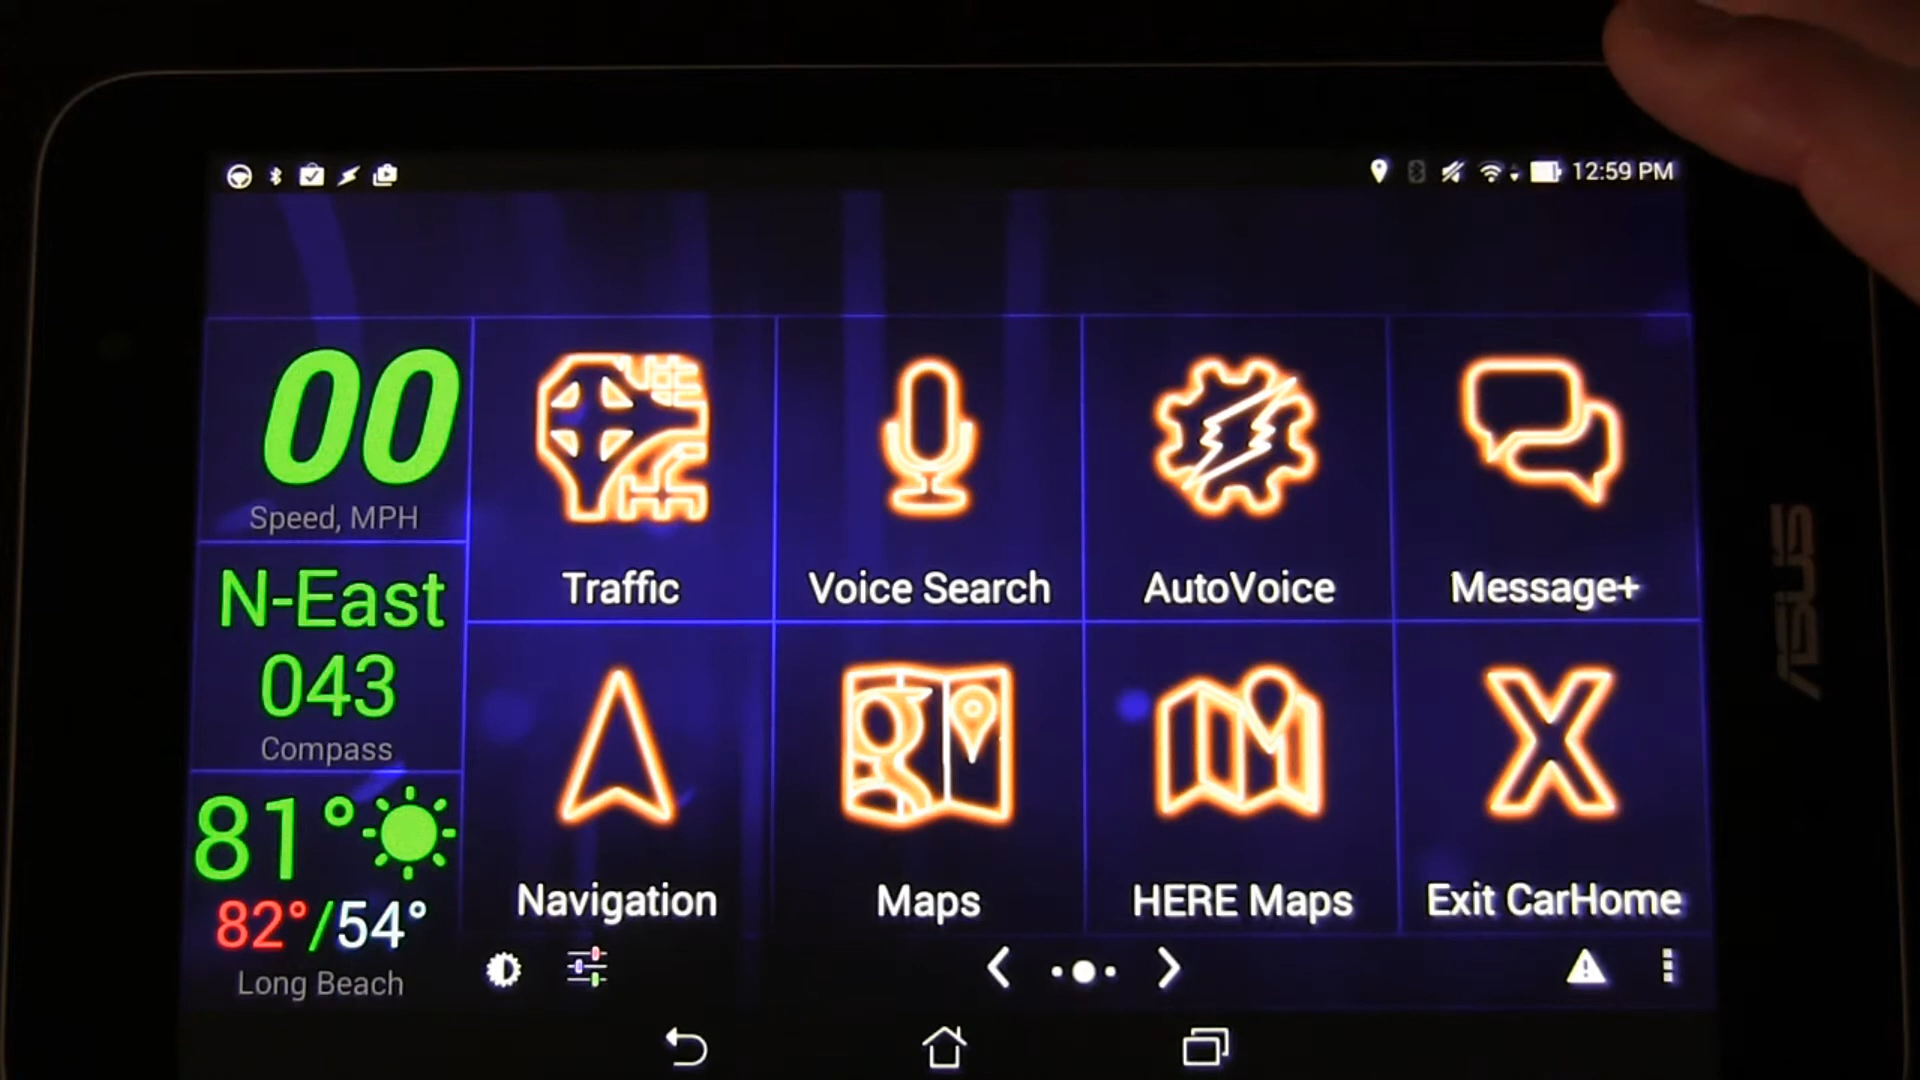 12:59 PM
00
Speed, MPH
N-East
043
Compass
81°
82°/54°
Long Beach
Traffic
Voice Search
AutoVoice
Message+
Navigation
Maps
HERE Maps
Exit CarHome
ASUS